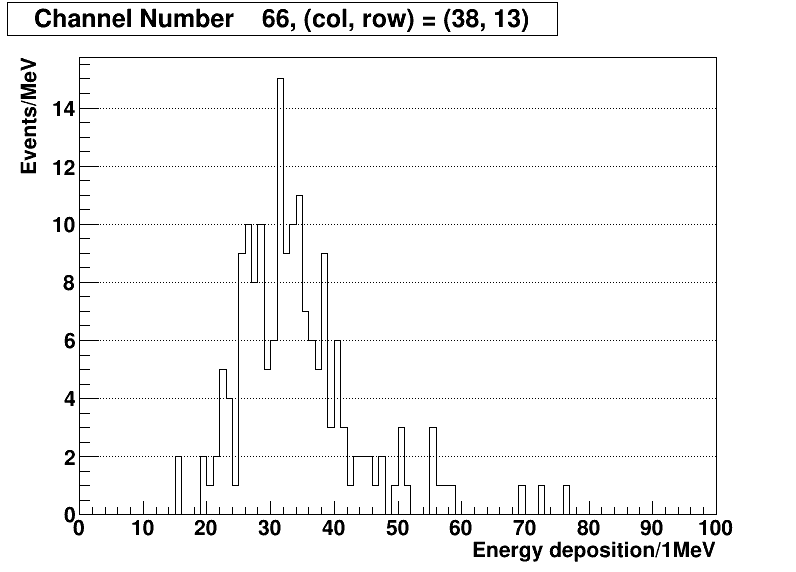 Channel Number 66, (col, row) = (38, 13)
Events/MeV
14
12
10
8
6
4
2
0
0 10 20 30 40 50 60 70 80 90 100
Energy deposition/1MeV